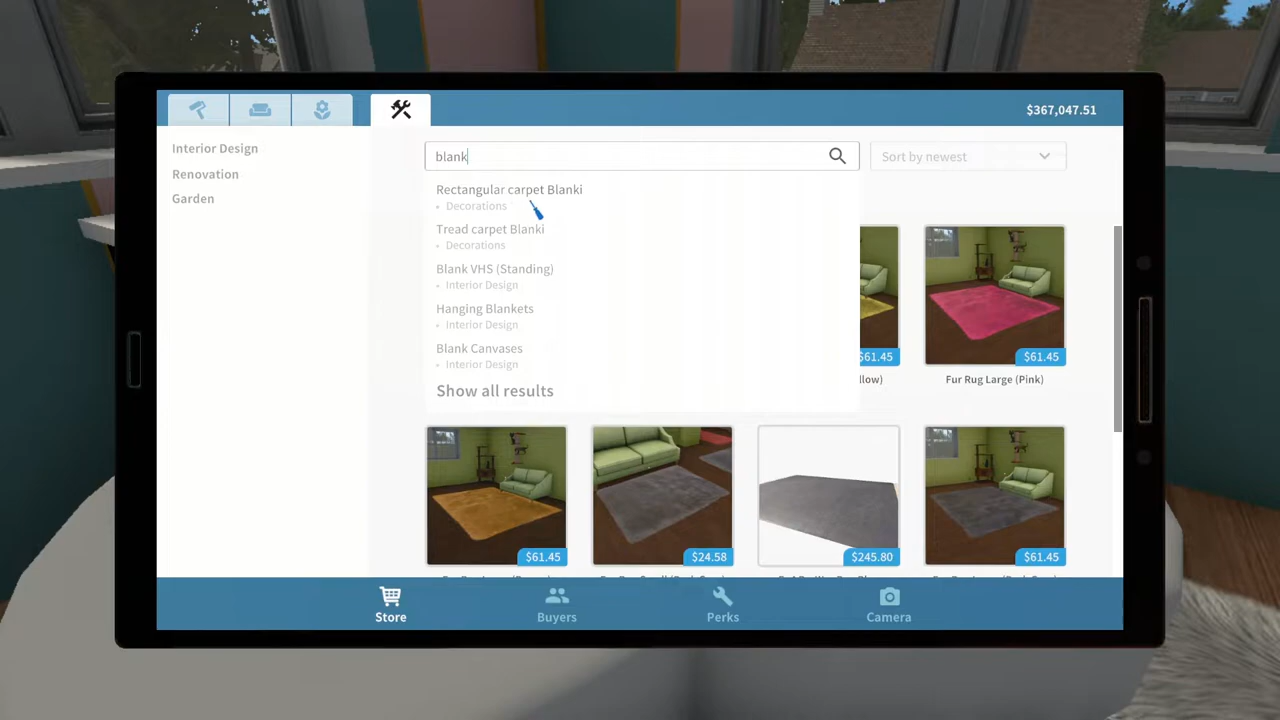 $367,047.51
Interior Design
Renovation
Garden
blank
Sort by newest
Rectangular carpet Blanki
• Decorations
Tread carpet Blanki
• Decorations
Blank VHS (Standing)
• Interior Design
Hanging Blankets
• Interior Design
Blank Canvases
• Interior Design
Show all results
$61.45
$61.45
llow)
Fur Rug Large (Pink)
$61.45
$24.58
$245.80
$61.45
Store
Buyers
Perks
Camera